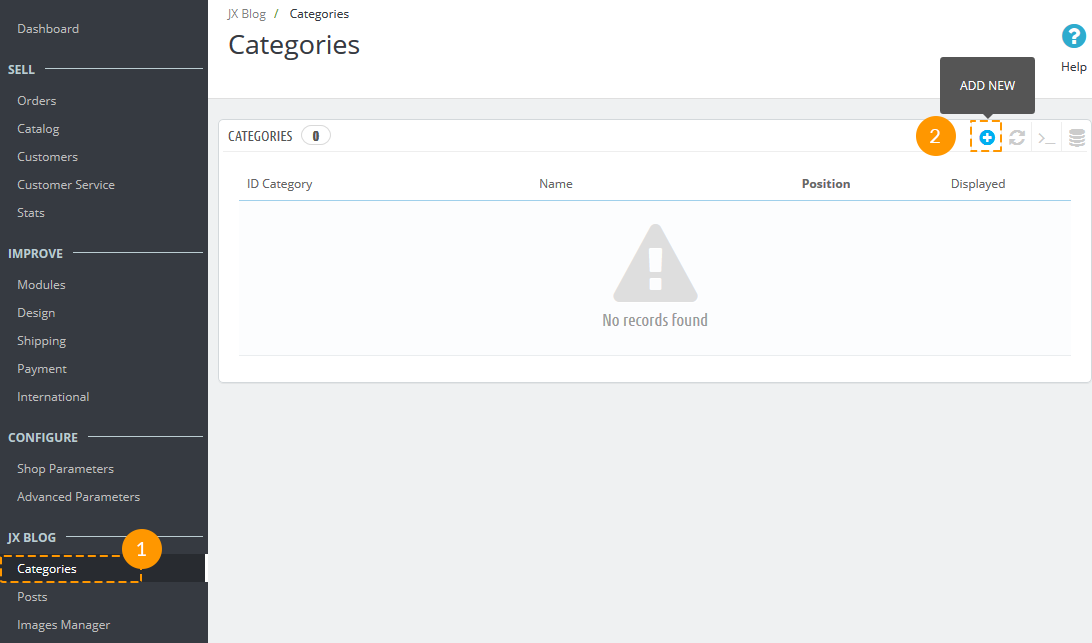 Dashboard
SELL
Orders
Catalog
Customers
Customer Service
Stats
IMPROVE
Modules
Design
Shipping
Payment
International
CONFIGURE
Shop Parameters
Advanced Parameters
JX BLOG
1
Categories
Posts
Images Manager
JX Blog / Categories
Categories
?
Help
ADD NEW
CATEGORIES 0
2
>_
ID Category Name Position Displayed
No records found